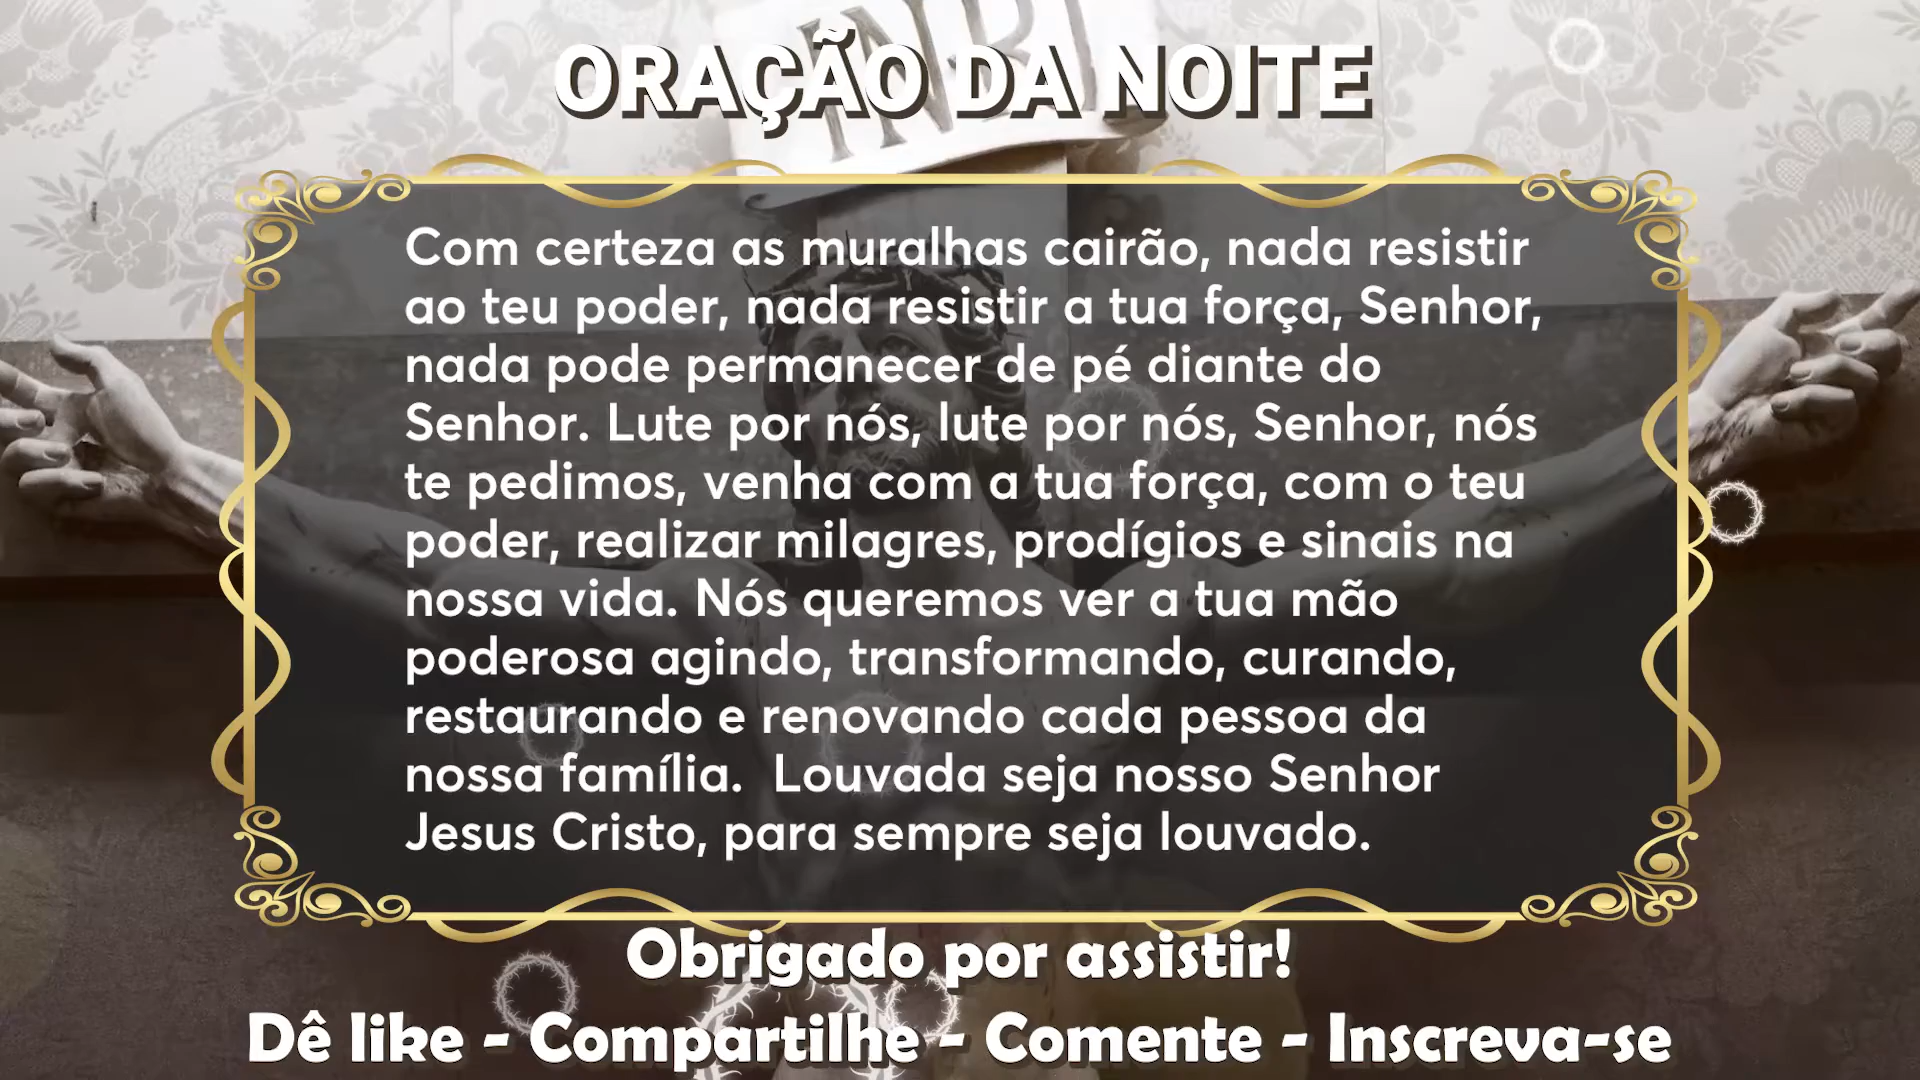 ORAÇÃO DA NOITE
INRI
Com certeza as muralhas cairão, nada resistir
ao teu poder, nada resistir a tua força, Senhor,
nada pode permanecer de pé diante do
Senhor. Lute por nós, lute por nós, Senhor, nós
te pedimos, venha com a tua força, com o teu
poder, realizar milagres, prodígios e sinais na
nossa vida. Nós queremos ver a tua mão
poderosa agindo, transformando, curando,
restaurando e renovando cada pessoa da
nossa família.  Louvada seja nosso Senhor
Jesus Cristo, para sempre seja louvado.
Obrigado por assistir!
Dê like - Compartilhe - Comente - Inscreva-se